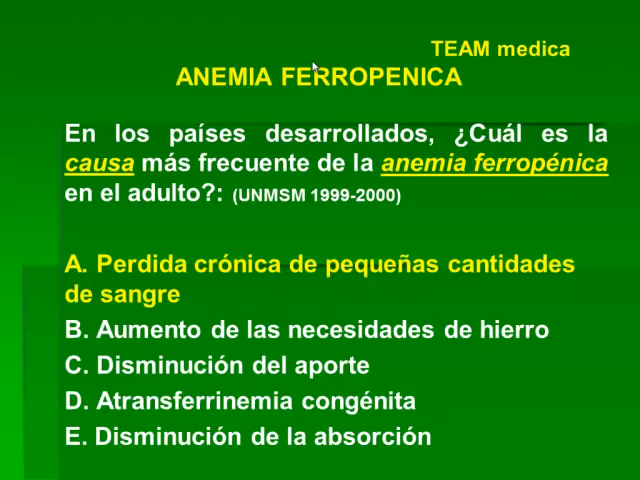 TEAM medica
ANEMIA FERROPENICA
En los países desarrollados, ¿Cuál es la
causa más frecuente de la anemia ferropénica
en el adulto?: (UNMSM 1999-2000)
A. Perdida crónica de pequeñas cantidades
de sangre
B. Aumento de las necesidades de hierro
C. Disminución del aporte
D. Atransferrinemia congénita
E. Disminución de la absorción